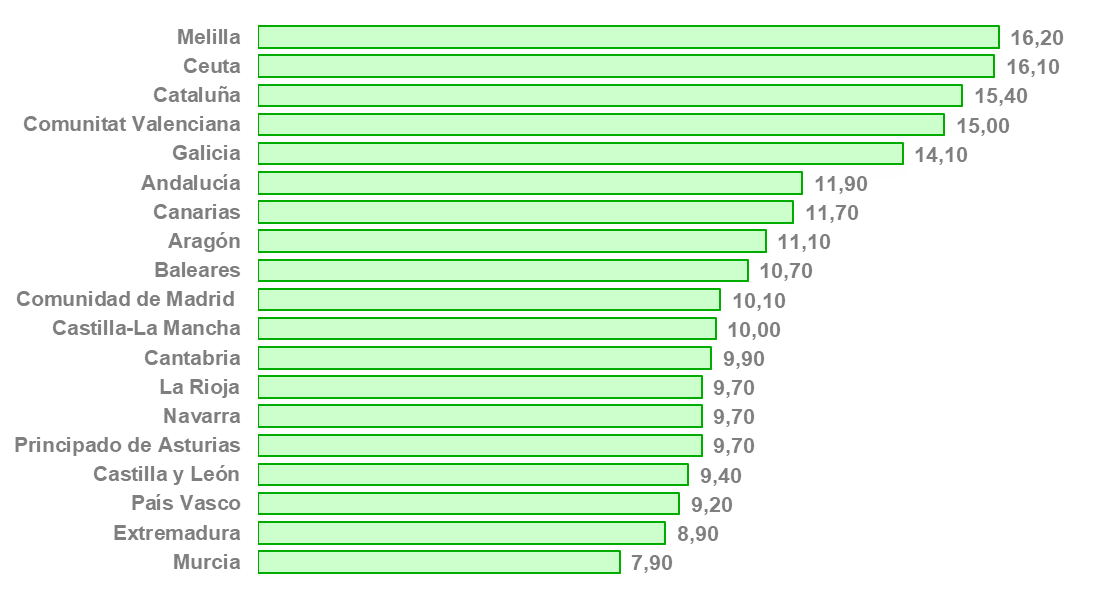 Melilla 16,20
Ceuta 16,10
Cataluña 15,40
Comunitat Valenciana 15,00
Galicia 14,10
Andalucía 11,90
Canarias 11,70
Aragón 11,10
Baleares 10,70
Comunidad de Madrid 10,10
Castilla-La Mancha 10,00
Cantabria 9,90
La Rioja 9,70
Navarra 9,70
Principado de Asturias 9,70
Castilla y León 9,40
País Vasco 9,20
Extremadura 8,90
Murcia 7,90